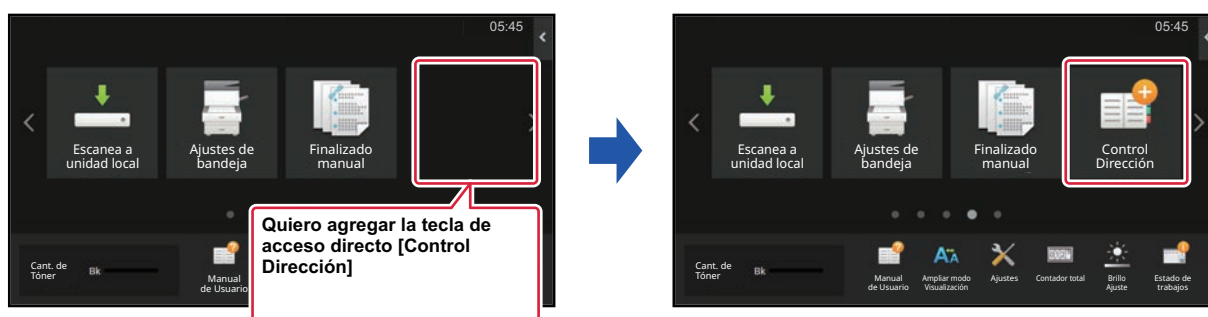 05:45
Escanea a
unidad local
Ajustes de
bandeja
Finalizado
manual
Quiero agregar la tecla de
acceso directo [Control
Dirección]
Cant. de
Tóner
Bk
Manual
de Usuario
05:45
Escanea a
unidad local
Ajustes de
bandeja
Finalizado
manual
Control
Dirección
Cant. de
Tóner
Bk
Manual
de Usuario
Ampliar modo
Visualización
Ajustes
Contador total
Brillo
Ajuste
Estado de
trabajos